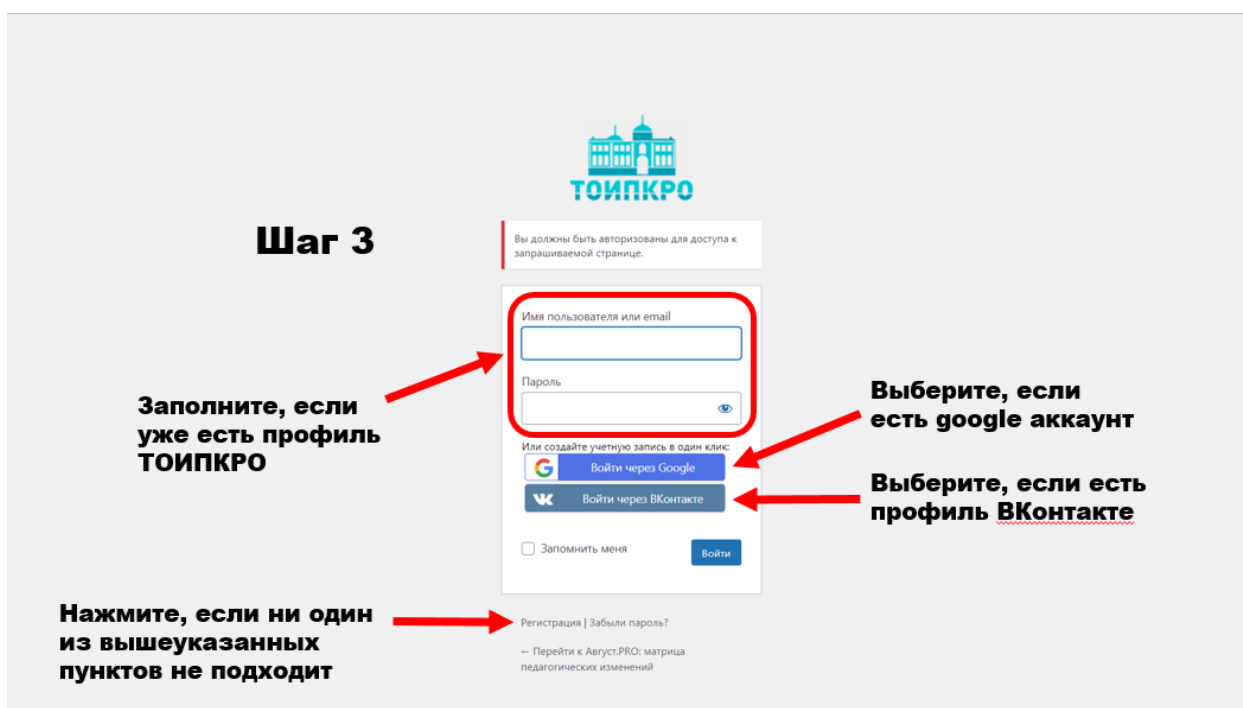 ТОИПКРО
Шаг 3
Вы должны быть авторизованы для доступа к
запрашиваемой странице.
Имя пользователя или email
Пароль
Заполните, если
уже есть профиль
ТОИПКРО
Выберите, если
есть google аккаунт
Или создайте учетную запись в один клик:
Войти через Google
Войти через ВКонтакте
Выберите, если есть
профиль ВКонтакте
Запомнить меня
Войти
Нажмите, если ни один
из вышеуказанных
пунктов не подходит
Регистрация | Забыли пароль?
← Перейти к Август.PRO: матрица
педагогических изменений